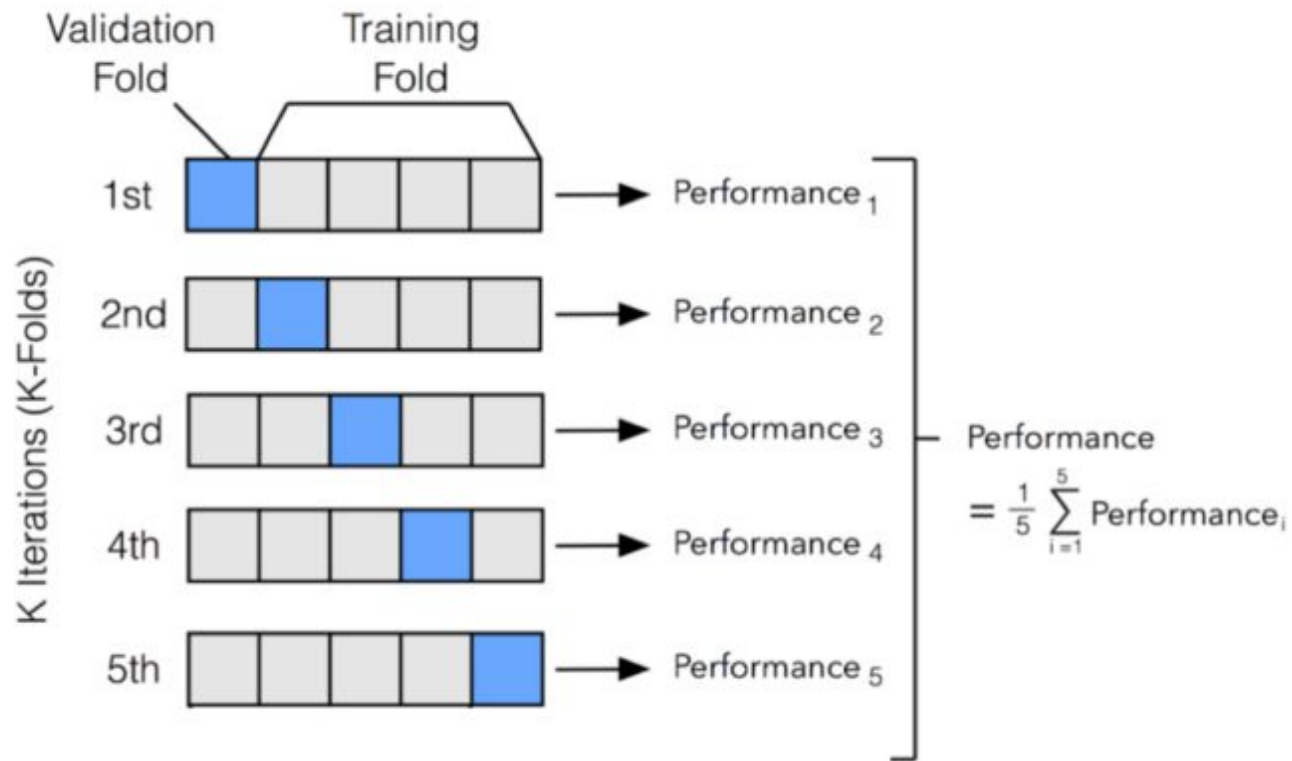 Validation
Fold
Training
Fold
K Iterations (K-Folds)
1st
Performance 1
2nd
Performance 2
3rd
Performance 3
4th
Performance 4
5th
Performance 5
Performance
= 1/5 5∑i=1 Performance i